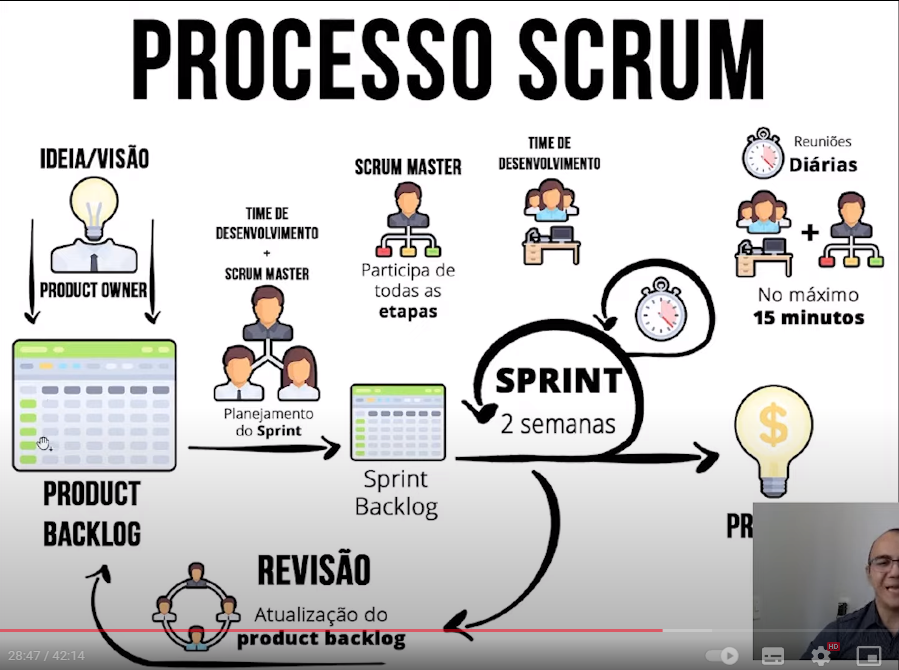 PROCESSO SCRUM
IDEIA/VISÃO
PRODUCT OWNER
PRODUCT
BACKLOG
TIME DE
DESENVOLVIMENTO
+
SCRUM MASTER
Planejamento
do Sprint
SCRUM MASTER
Participa de
todas as
etapas
Sprint
Backlog
TIME DE
DESENVOLVIMENTO
SPRINT
2 semanas
Reuniões
Diárias
+
No máximo
15 minutos
$
PR
REVISÃO
Atualização do
product backlog
28:47 / 42:14
HD